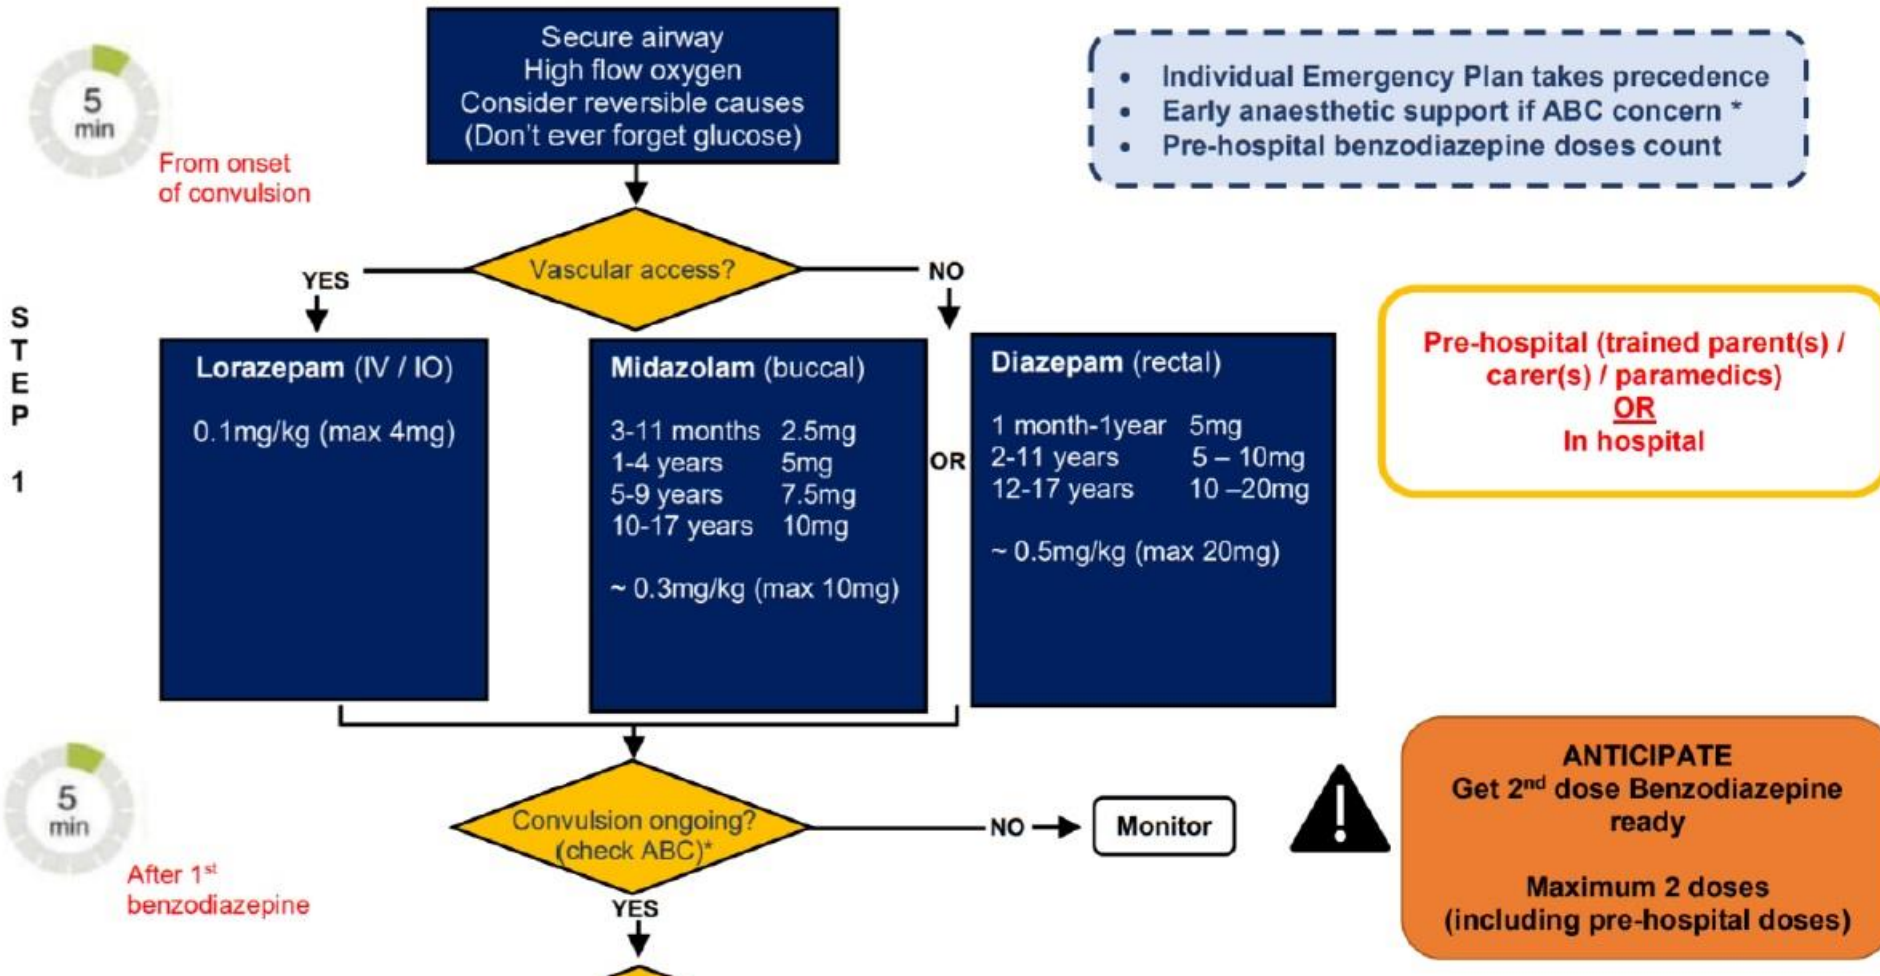 Secure airway
High flow oxygen
Consider reversible causes
(Don't ever forget glucose)
5
min
From onset
of convulsion
• Individual Emergency Plan takes precedence
• Early anaesthetic support if ABC concern *
• Pre-hospital benzodiazepine doses count
Vascular access?
YES
NO
STEP 1
Lorazepam (IV / IO)
0.1mg/kg (max 4mg)
Midazolam (buccal)
3-11 months 2.5mg
1-4 years 5mg
5-9 years 7.5mg
10-17 years 10mg
~ 0.3mg/kg (max 10mg)
OR
Diazepam (rectal)
1 month-1year 5mg
2-11 years 5 – 10mg
12-17 years 10 –20mg
~ 0.5mg/kg (max 20mg)
Pre-hospital (trained parent(s) /
carer(s) / paramedics)
OR
In hospital
5
min
After 1st
benzodiazepine
Convulsion ongoing?
(check ABC)*
NO
Monitor
YES
!
ANTICIPATE
Get 2nd dose Benzodiazepine
ready
Maximum 2 doses
(including pre-hospital doses)